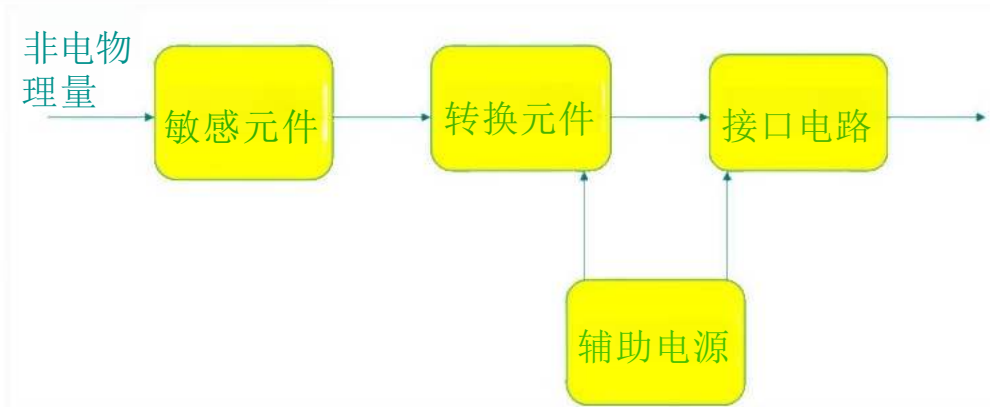 非电物
理量
敏感元件
转换元件
接口电路
辅助电源